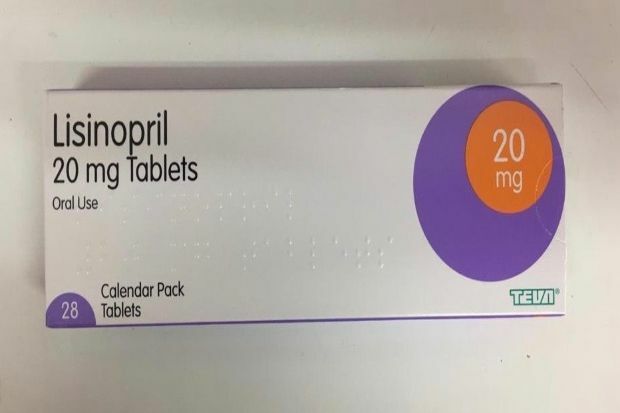 Lisinopril
20 mg Tablets
Oral Use
20
mg
28
Calendar Pack
Tablets
TEVA®